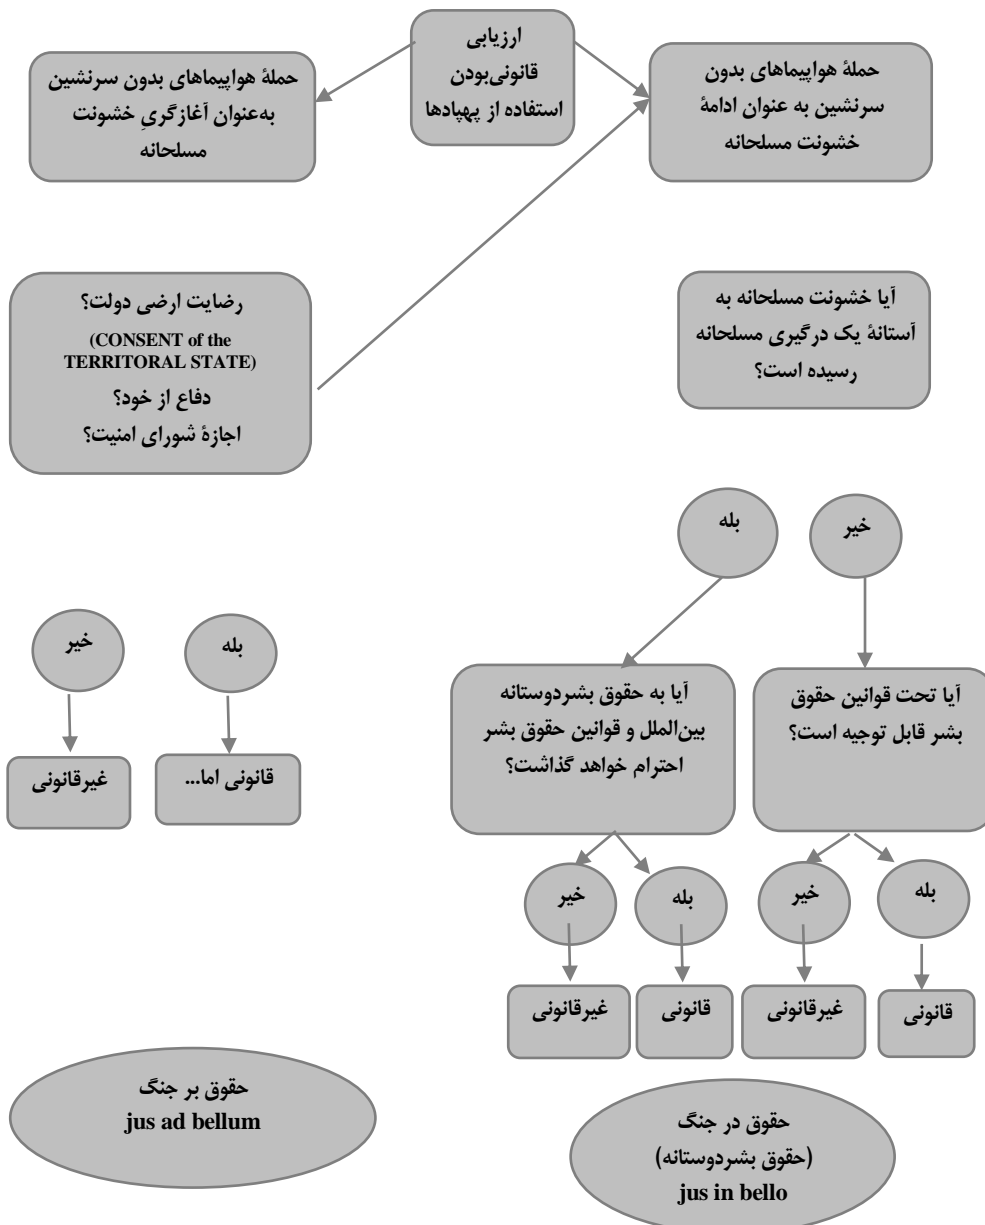 ارزیابی
قانونی‌بودن
استفاده از پهپادها
حملهٔ هواپیماهای بدون
سرنشین به عنوان ادامهٔ
خشونت مسلحانه
حملهٔ هواپیماهای بدون سرنشین
به‌عنوان آغازگریِ خشونت
مسلحانه
آیا خشونت مسلحانه به
آستانهٔ یک درگیری مسلحانه
رسیده است؟
رضایت ارضی دولت؟
(CONSENT of the
TERRITORAL STATE)
دفاع از خود؟
اجازهٔ شورای امنیت؟
خیر
بله
بله
خیر
آیا تحت قوانین حقوق
بشر قابل توجیه است؟
آیا به حقوق بشردوستانه
بین‌الملل و قوانین حقوق بشر
احترام خواهد گذاشت؟
قانونی اما...
غیرقانونی
بله
خیر
بله
خیر
قانونی
غیرقانونی
قانونی
غیرقانونی
حقوق در جنگ
(حقوق بشردوستانه)
jus in bello
حقوق بر جنگ
jus ad bellum